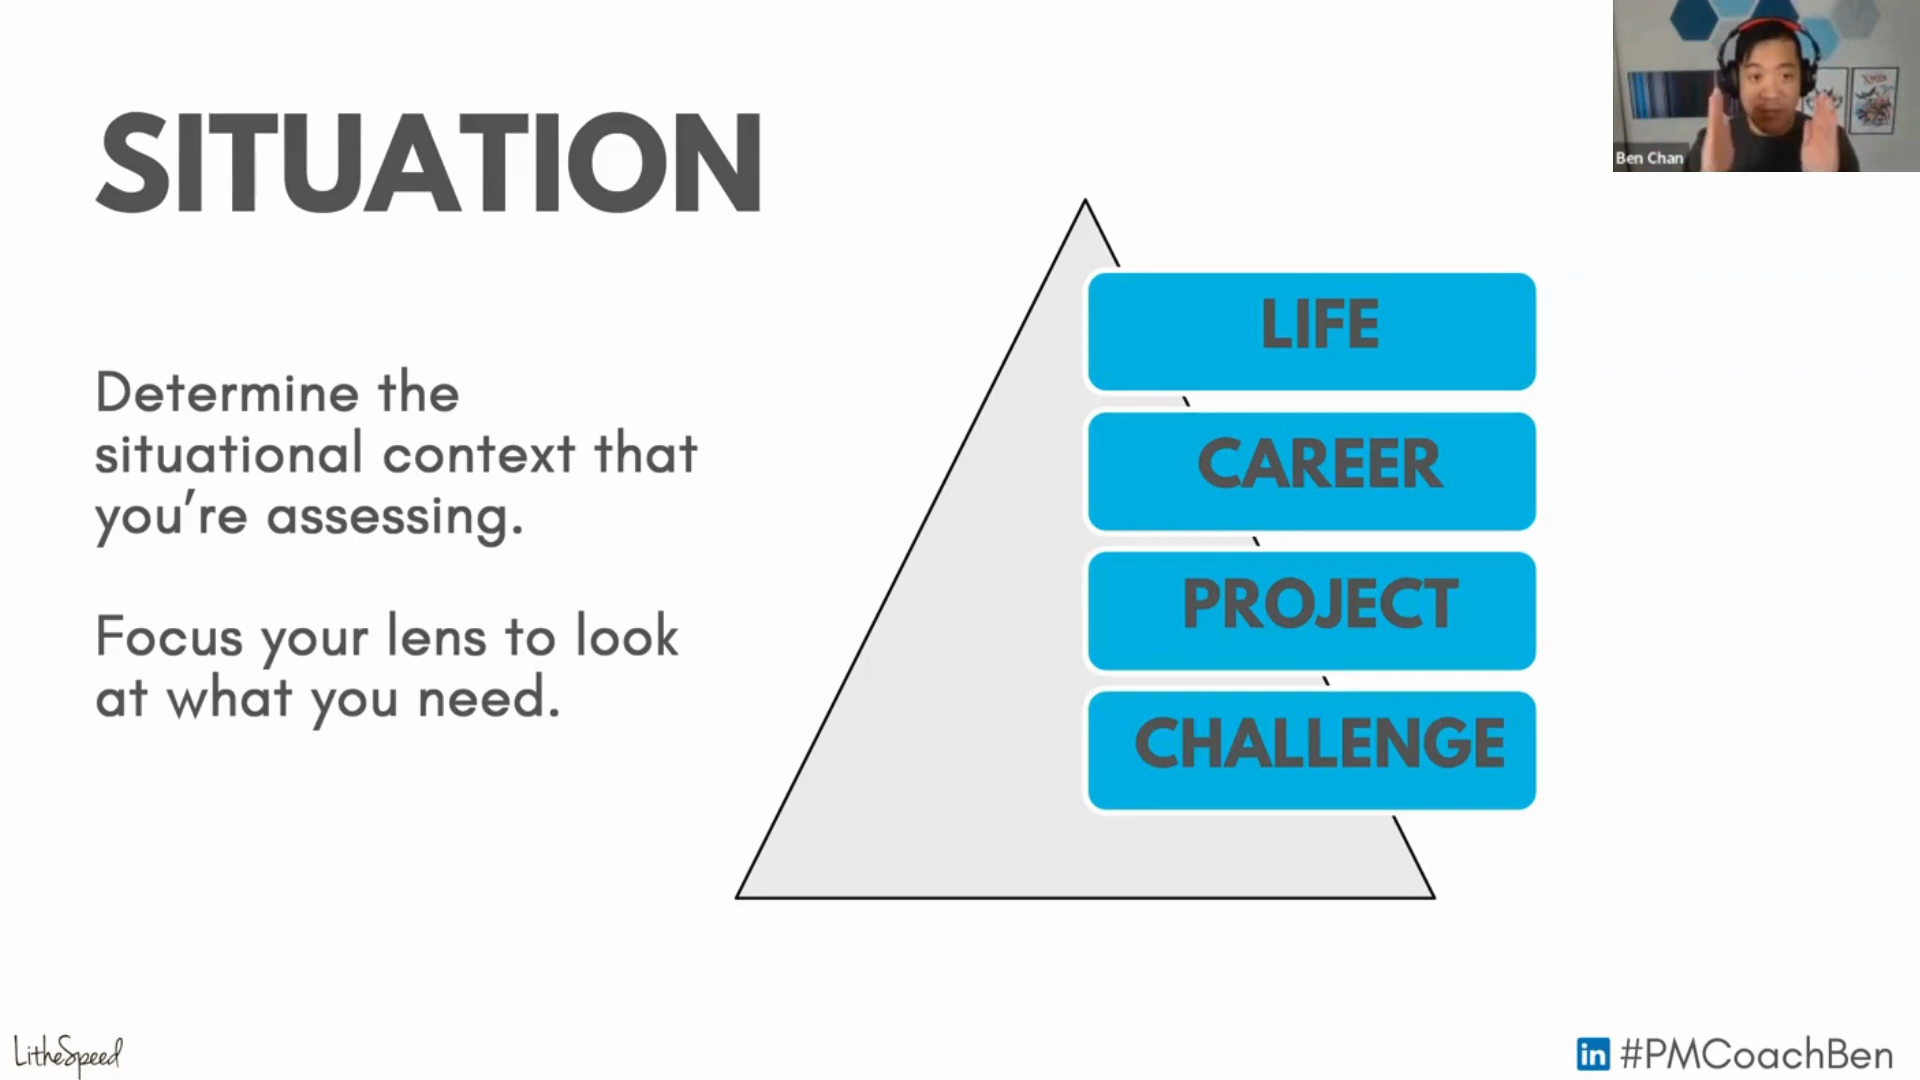 SITUATION
Determine the
situational context that
you're assessing.
Focus your lens to look
at what you need.
LIFE
CAREER
PROJECT
CHALLENGE
Ben Chan
LitheSpeed
in #PMCoachBen